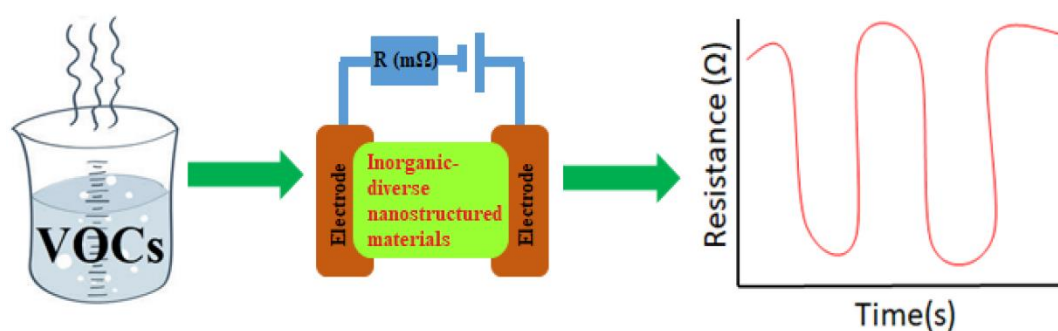 VOCs
R (mΩ)
Electrode
Inorganic-
diverse
nanostructured
materials
Electrode
Resistance (Ω)
Time(s)